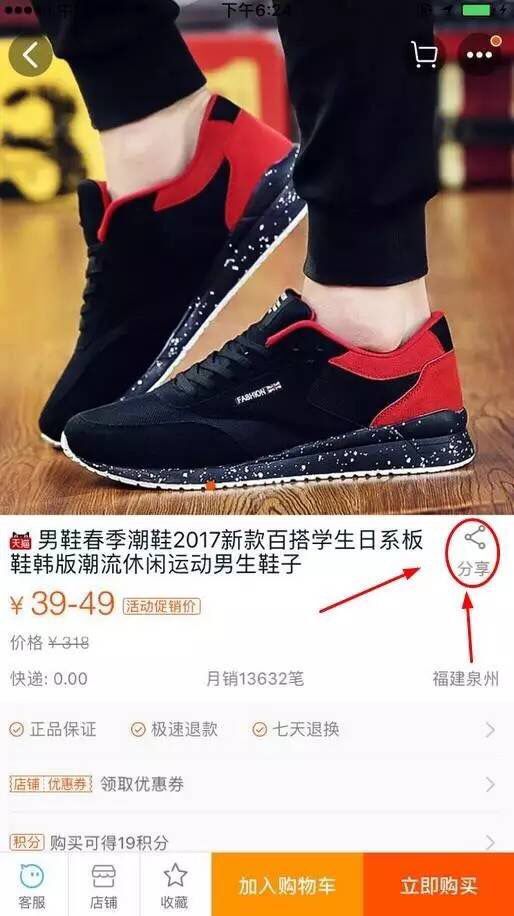 下午6:24
FASHION
天猫 男鞋春季潮鞋2017新款百搭学生日系板
鞋韩版潮流休闲运动男生鞋子
分享
¥ 39-49 活动促销价
价格 ¥ 318
快递: 0.00 月销13632笔 福建泉州
正品保证 极速退款 七天退换
店铺 优惠券 领取优惠券
积分 购买可得19积分
客服 店铺 收藏 加入购物车 立即购买